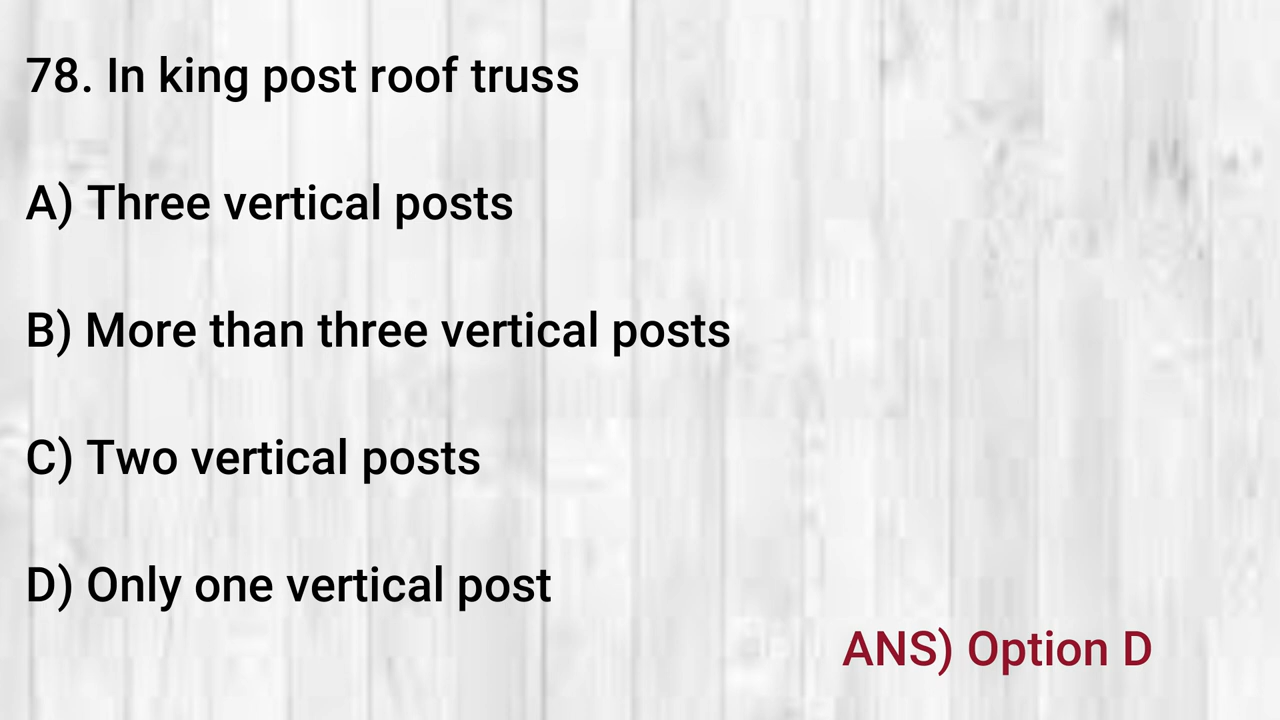 78. In king post roof truss
A) Three vertical posts
B) More than three vertical posts
C) Two vertical posts
D) Only one vertical post
ANS) Option D